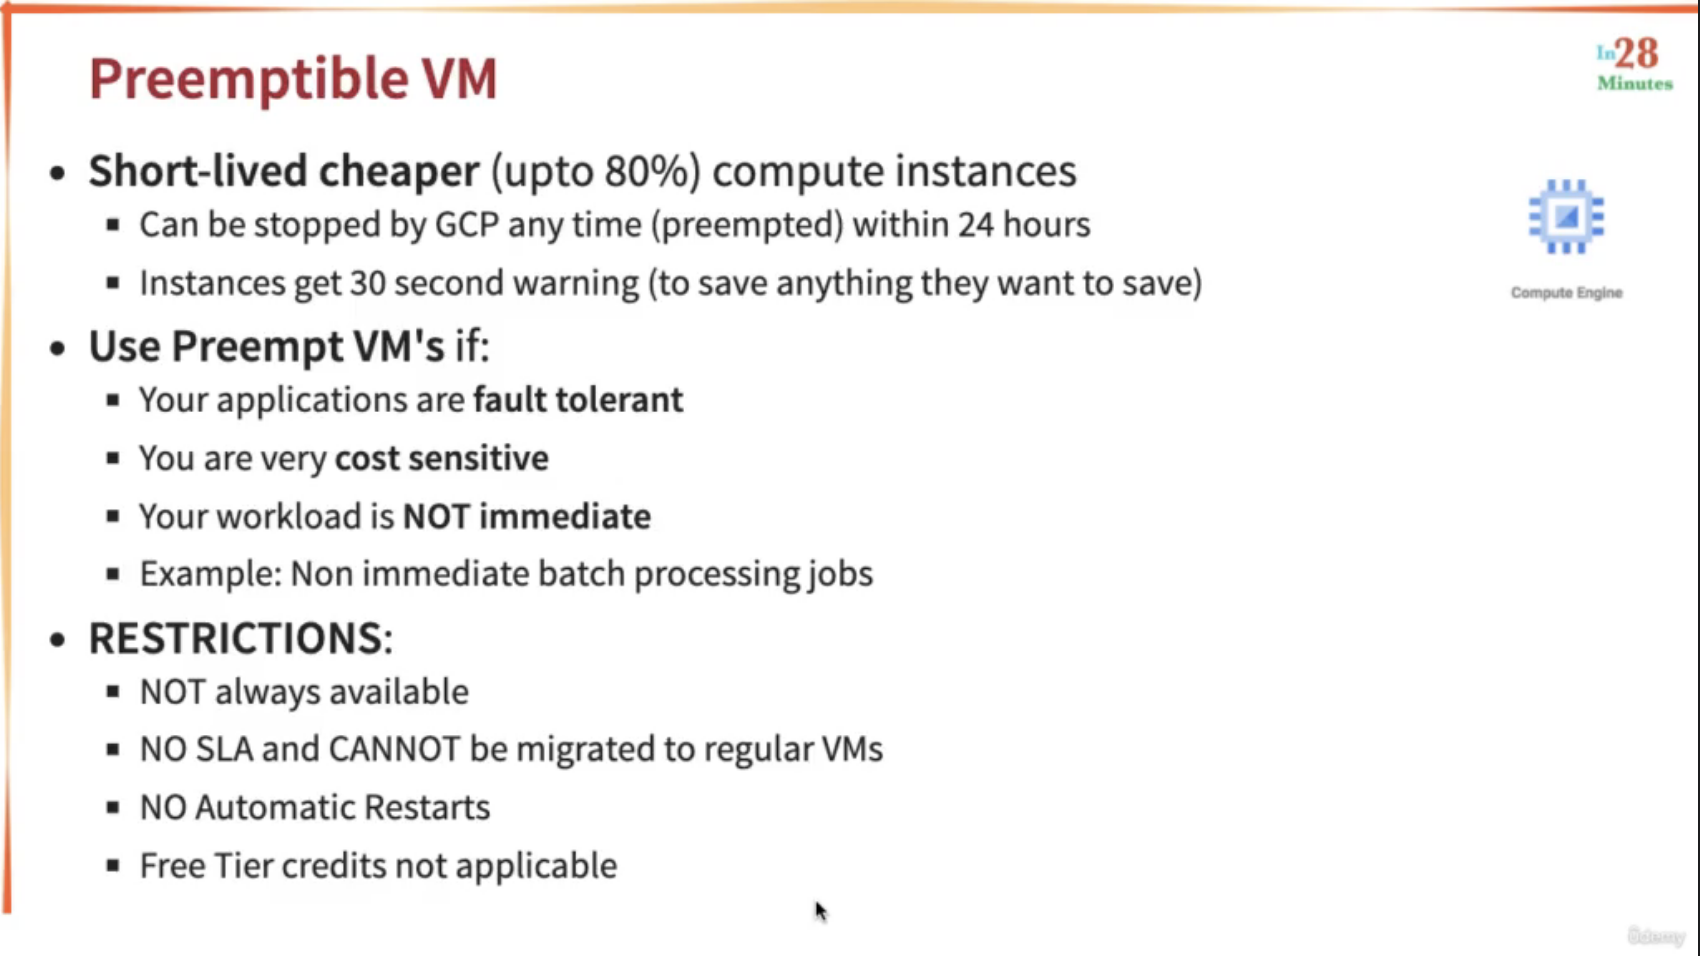 Preemptible VM
In28
Minutes
• Short-lived cheaper (upto 80%) compute instances
▪ Can be stopped by GCP any time (preempted) within 24 hours
▪ Instances get 30 second warning (to save anything they want to save)
Compute Engine
• Use Preempt VM's if:
▪ Your applications are fault tolerant
▪ You are very cost sensitive
▪ Your workload is NOT immediate
▪ Example: Non immediate batch processing jobs
• RESTRICTIONS:
▪ NOT always available
▪ NO SLA and CANNOT be migrated to regular VMs
▪ NO Automatic Restarts
▪ Free Tier credits not applicable
ûdemy